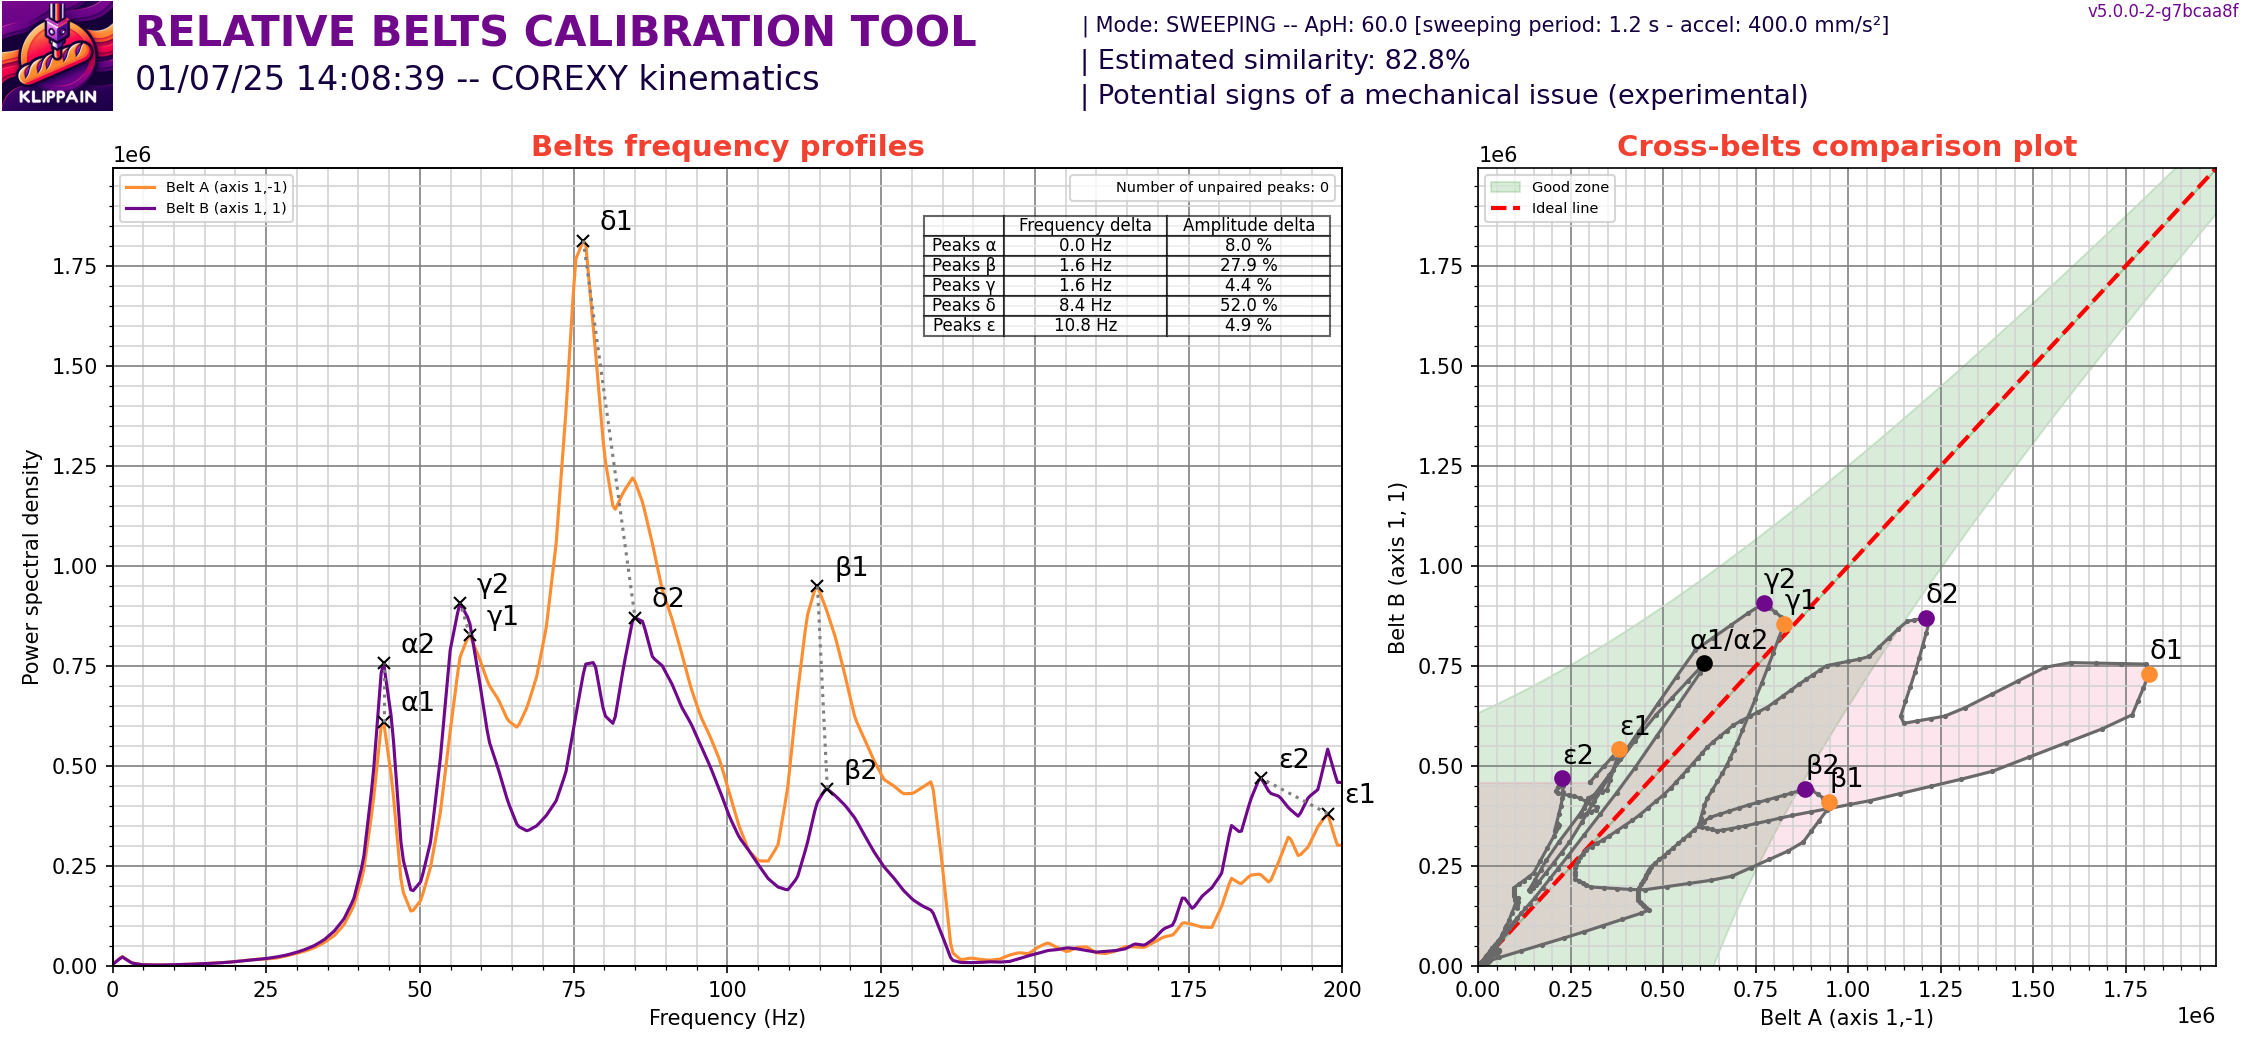 KLIPPAIN
RELATIVE BELTS CALIBRATION TOOL
01/07/25 14:08:39 -- COREXY kinematics
| Mode: SWEEPING -- ApH: 60.0 [sweeping period: 1.2 s - accel: 400.0 mm/s²]
| Estimated similarity: 82.8%
| Potential signs of a mechanical issue (experimental)
v5.0.0-2-g7bcaa8f
Belts frequency profiles
1e6
Belt A (axis 1,-1)
Belt B (axis 1, 1)
Number of unpaired peaks: 0
Frequency delta Amplitude delta
Peaks α 0.0 Hz 8.0 %
Peaks β 1.6 Hz 27.9 %
Peaks γ 1.6 Hz 4.4 %
Peaks δ 8.4 Hz 52.0 %
Peaks ε 10.8 Hz 4.9 %
δ1
β1
γ2
γ1
δ2
α2
α1
β2
ε2
ε1
1.75
1.50
1.25
1.00
0.75
0.50
0.25
0.00
Power spectral density
0 25 50 75 100 125 150 175 200
Frequency (Hz)
Cross-belts comparison plot
1e6
Good zone
Ideal line
γ2
γ1
δ2
α1/α2
δ1
ε1
ε2
β2
β1
1.75
1.50
1.25
1.00
0.75
0.50
0.25
0.00
Belt B (axis 1, 1)
0.00 0.25 0.50 0.75 1.00 1.25 1.50 1.75
Belt A (axis 1,-1)
1e6